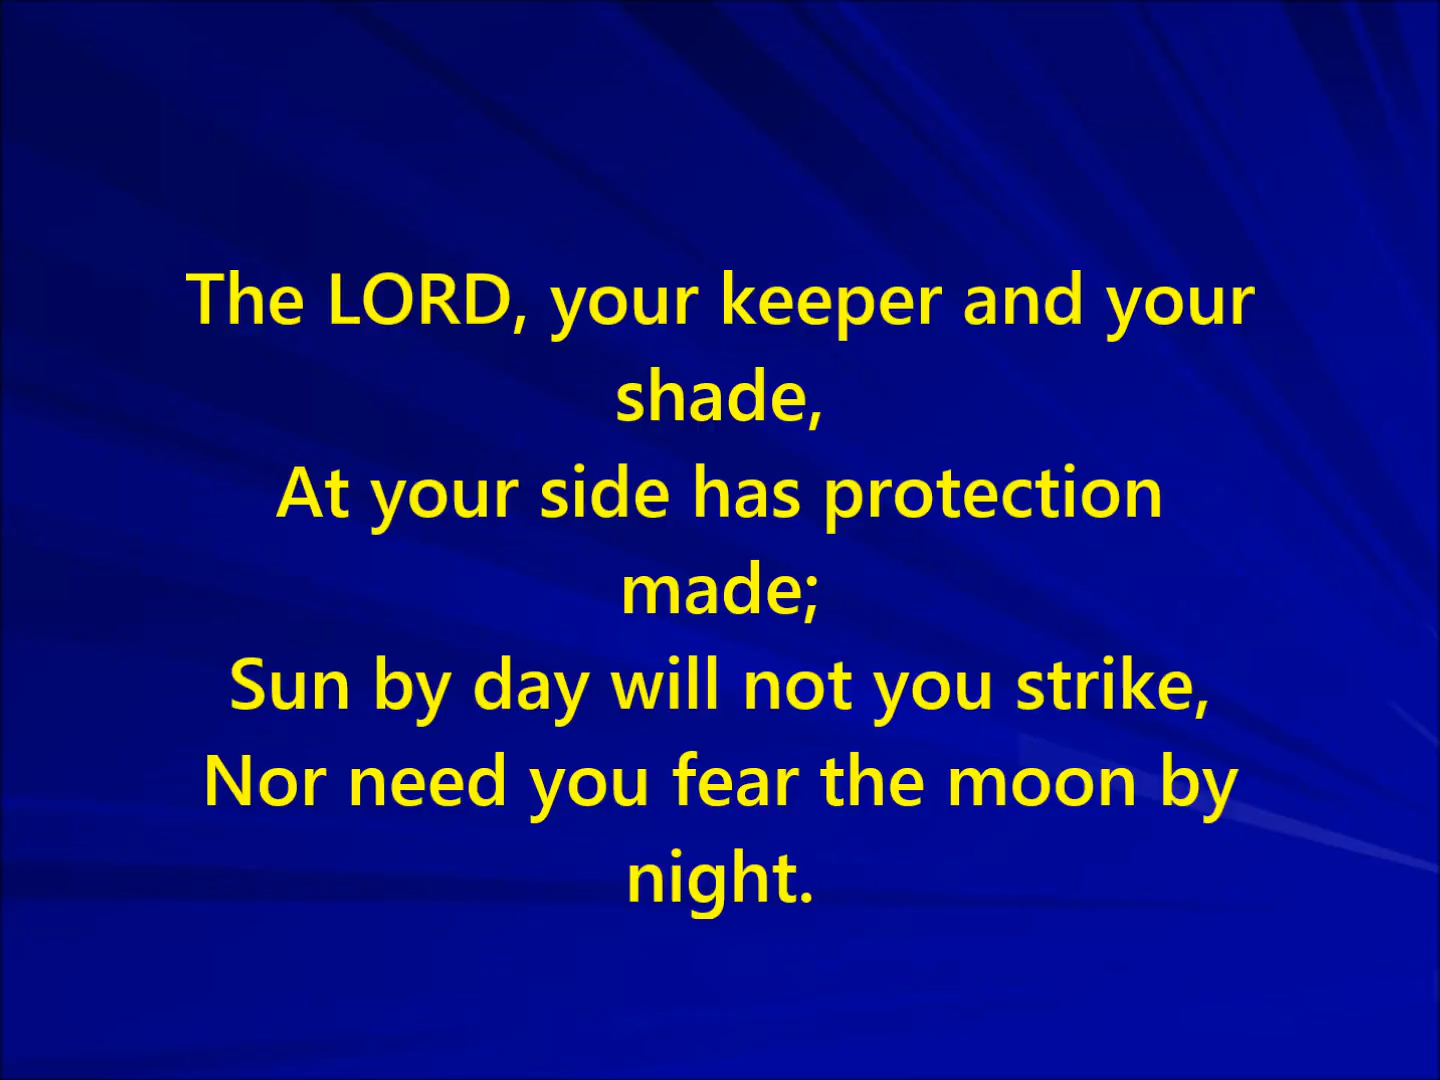 The LORD, your keeper and your
shade,
At your side has protection
made;
Sun by day will not you strike,
Nor need you fear the moon by
night.